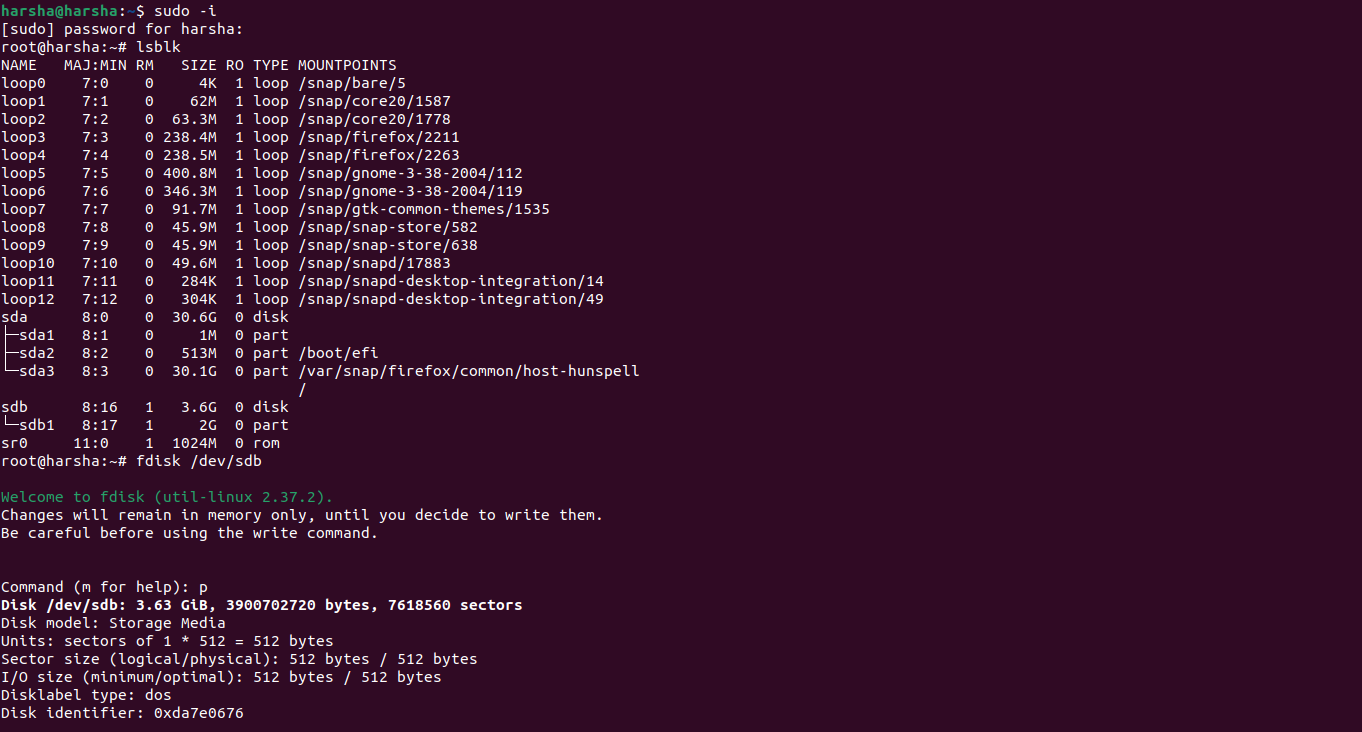 harsha@harsha:~$ sudo -i
[sudo] password for harsha:
root@harsha:~# lsblk
NAME   MAJ:MIN RM   SIZE RO TYPE MOUNTPOINTS
loop0    7:0    0     4K  1 loop /snap/bare/5
loop1    7:1    0    62M  1 loop /snap/core20/1587
loop2    7:2    0  63.3M  1 loop /snap/core20/1778
loop3    7:3    0 238.4M  1 loop /snap/firefox/2211
loop4    7:4    0 238.5M  1 loop /snap/firefox/2263
loop5    7:5    0 400.8M  1 loop /snap/gnome-3-38-2004/112
loop6    7:6    0 346.3M  1 loop /snap/gnome-3-38-2004/119
loop7    7:7    0  91.7M  1 loop /snap/gtk-common-themes/1535
loop8    7:8    0  45.9M  1 loop /snap/snap-store/582
loop9    7:9    0  45.9M  1 loop /snap/snap-store/638
loop10   7:10   0  49.6M  1 loop /snap/snapd/17883
loop11   7:11   0   284K  1 loop /snap/snapd-desktop-integration/14
loop12   7:12   0   304K  1 loop /snap/snapd-desktop-integration/49
sda      8:0    0  30.6G  0 disk
├─sda1   8:1    0     1M  0 part
├─sda2   8:2    0   513M  0 part /boot/efi
└─sda3   8:3    0  30.1G  0 part /var/snap/firefox/common/host-hunspell
                                 /
sdb      8:16   1   3.6G  0 disk
└─sdb1   8:17   1     2G  0 part
sr0     11:0    1  1024M  0 rom
root@harsha:~# fdisk /dev/sdb
Welcome to fdisk (util-linux 2.37.2).
Changes will remain in memory only, until you decide to write them.
Be careful before using the write command.
Command (m for help): p
Disk /dev/sdb: 3.63 GiB, 3900702720 bytes, 7618560 sectors
Disk model: Storage Media
Units: sectors of 1 * 512 = 512 bytes
Sector size (logical/physical): 512 bytes / 512 bytes
I/O size (minimum/optimal): 512 bytes / 512 bytes
Disklabel type: dos
Disk identifier: 0xda7e0676